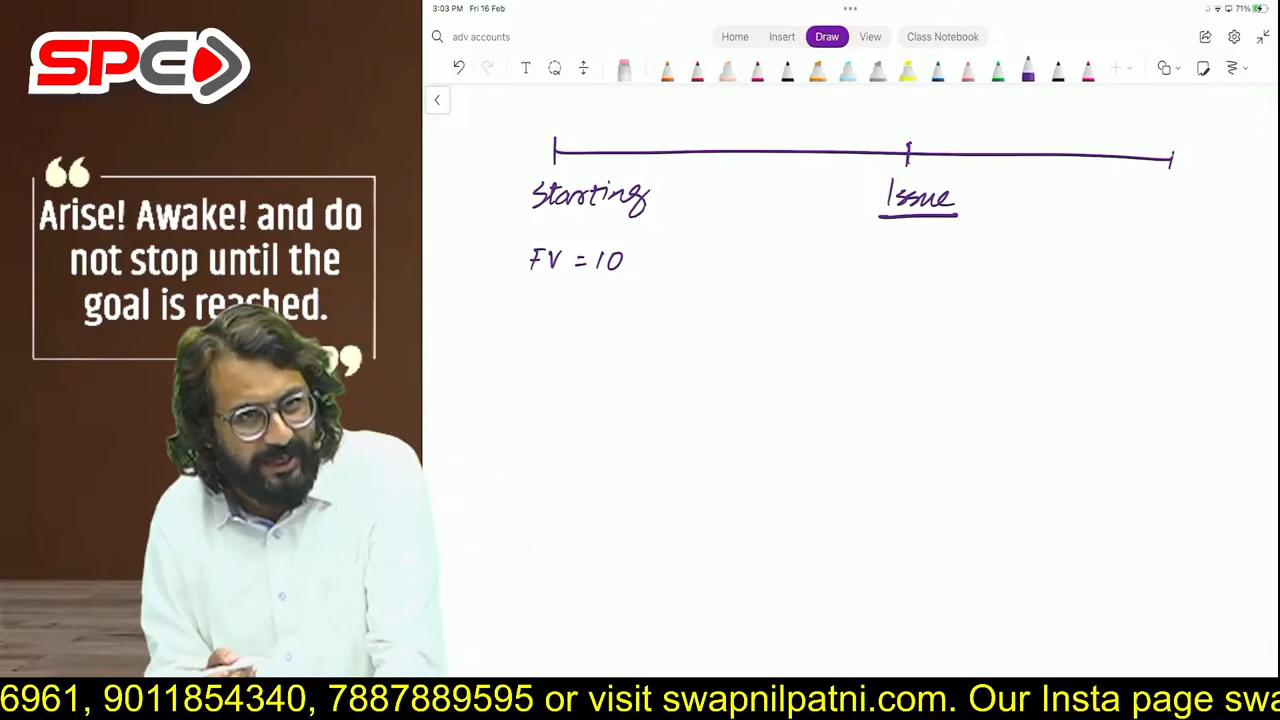 3:03 PM Fri 16 Feb
71%
SPE
adv accounts
Home Insert Draw View Class Notebook
Arise! Awake! and do
not stop until the
goal is reached.
Starting
Issue
FV = 10
6961, 9011854340, 7887889595 or visit swapnilpatni.com. Our Insta page swa